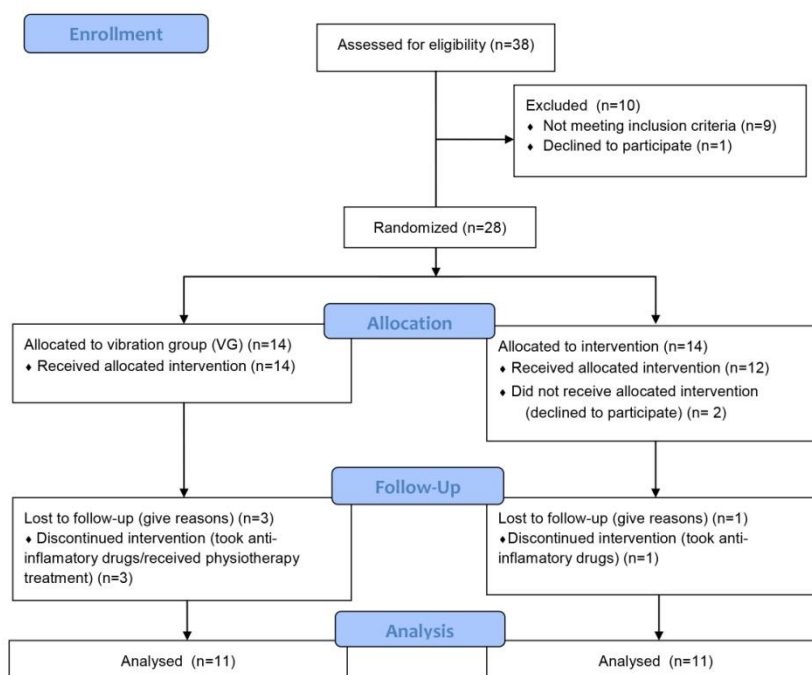 Enrollment
Assessed for eligibility (n=38)
Excluded (n=10)
♦ Not meeting inclusion criteria (n=9)
♦ Declined to participate (n=1)
Randomized (n=28)
Allocation
Allocated to vibration group (VG) (n=14)
♦ Received allocated intervention (n=14)
Allocated to intervention (n=14)
♦ Received allocated intervention (n=12)
♦ Did not receive allocated intervention
(declined to participate) (n= 2)
Follow-Up
Lost to follow-up (give reasons) (n=3)
♦ Discontinued intervention (took anti-
inflamatory drugs/received physiotherapy
treatment) (n=3)
Lost to follow-up (give reasons) (n=1)
♦ Discontinued intervention (took anti-
inflamatory drugs) (n=1)
Analysis
Analysed (n=11)
Analysed (n=11)